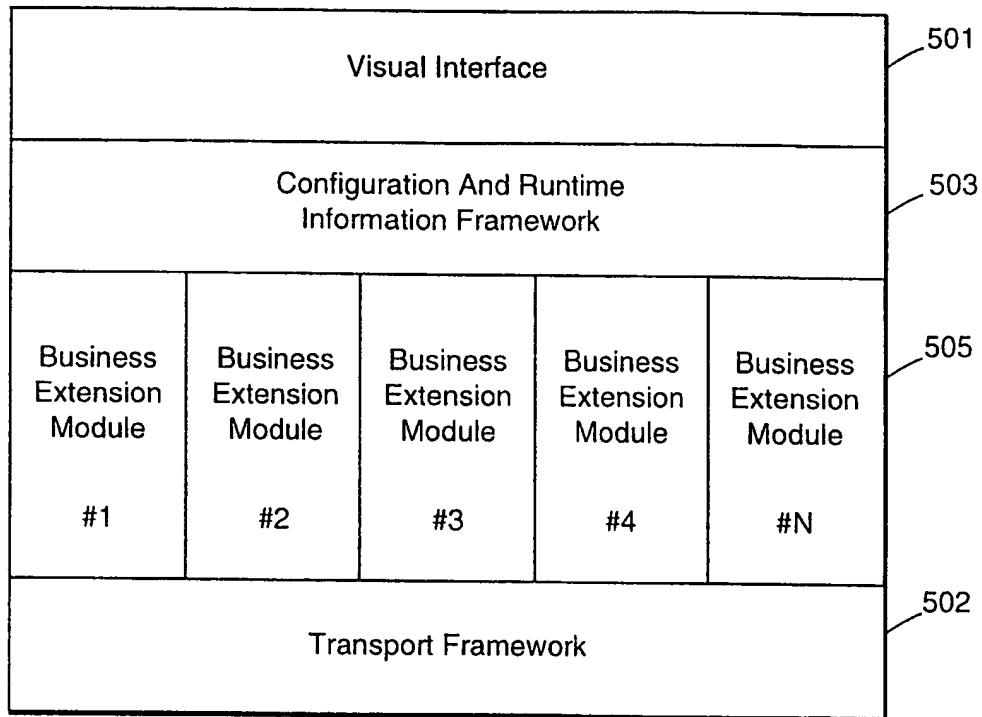 Visual Interface
501
Configuration And Runtime
Information Framework
503
Business
Extension
Module
#1
Business
Extension
Module
#2
Business
Extension
Module
#3
Business
Extension
Module
#4
Business
Extension
Module
#N
505
Transport Framework
502